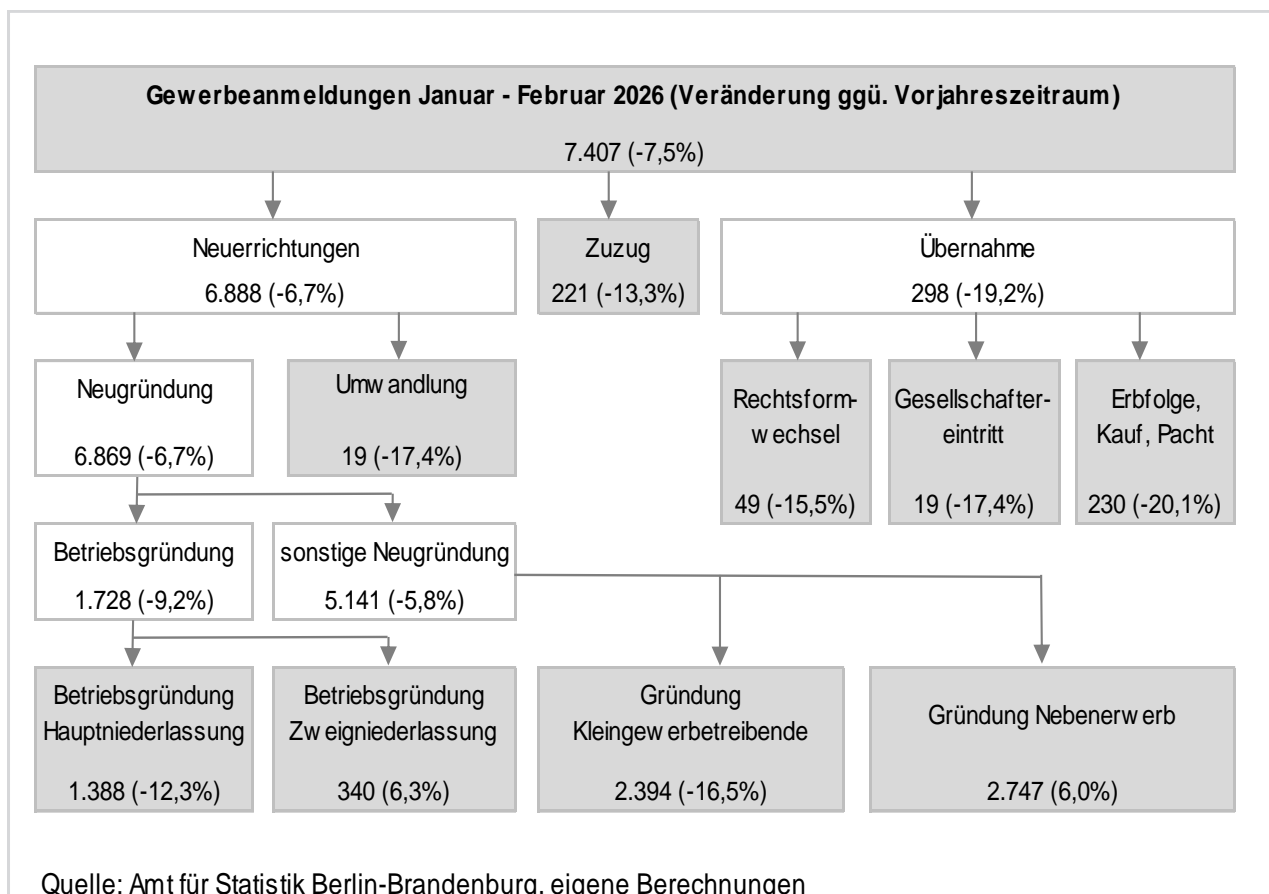 Gewerbeanmeldungen Januar - Februar 2026 (Veränderung ggü. Vorjahreszeitraum)
7.407 (-7,5%)
Neuerrichtungen
6.888 (-6,7%)
Zuzug
221 (-13,3%)
Übernahme
298 (-19,2%)
Neugründung
6.869 (-6,7%)
Umwandlung
19 (-17,4%)
Rechtsform-
wechsel
49 (-15,5%)
Gesellschafter-
eintritt
19 (-17,4%)
Erbfolge,
Kauf, Pacht
230 (-20,1%)
Betriebsgründung
1.728 (-9,2%)
sonstige Neugründung
5.141 (-5,8%)
Betriebsgründung
Hauptniederlassung
1.388 (-12,3%)
Betriebsgründung
Zweigniederlassung
340 (6,3%)
Gründung
Kleingewerbetreibende
2.394 (-16,5%)
Gründung Nebenerwerb
2.747 (6,0%)
Quelle: Amt für Statistik Berlin-Brandenburg, eigene Berechnungen